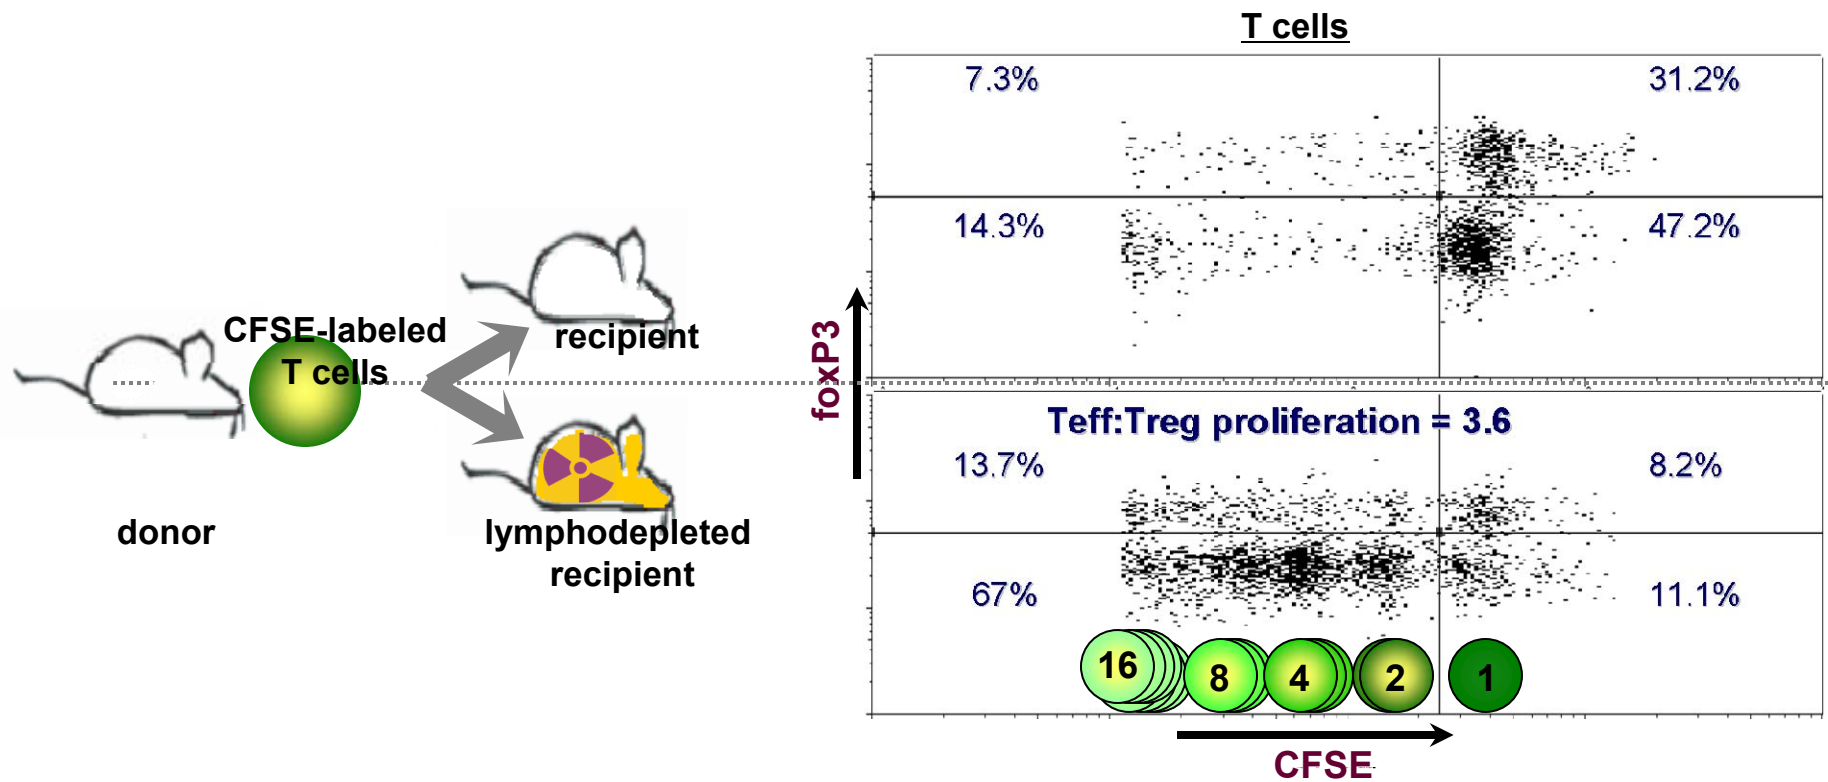 T cells
7.3%
31.2%
14.3%
47.2%
CFSE-labeled
T cells
recipient
foxP3
Teff:Treg proliferation = 3.6
13.7%
8.2%
donor
lymphodepleted
recipient
67%
11.1%
16
8
4
2
1
CFSE